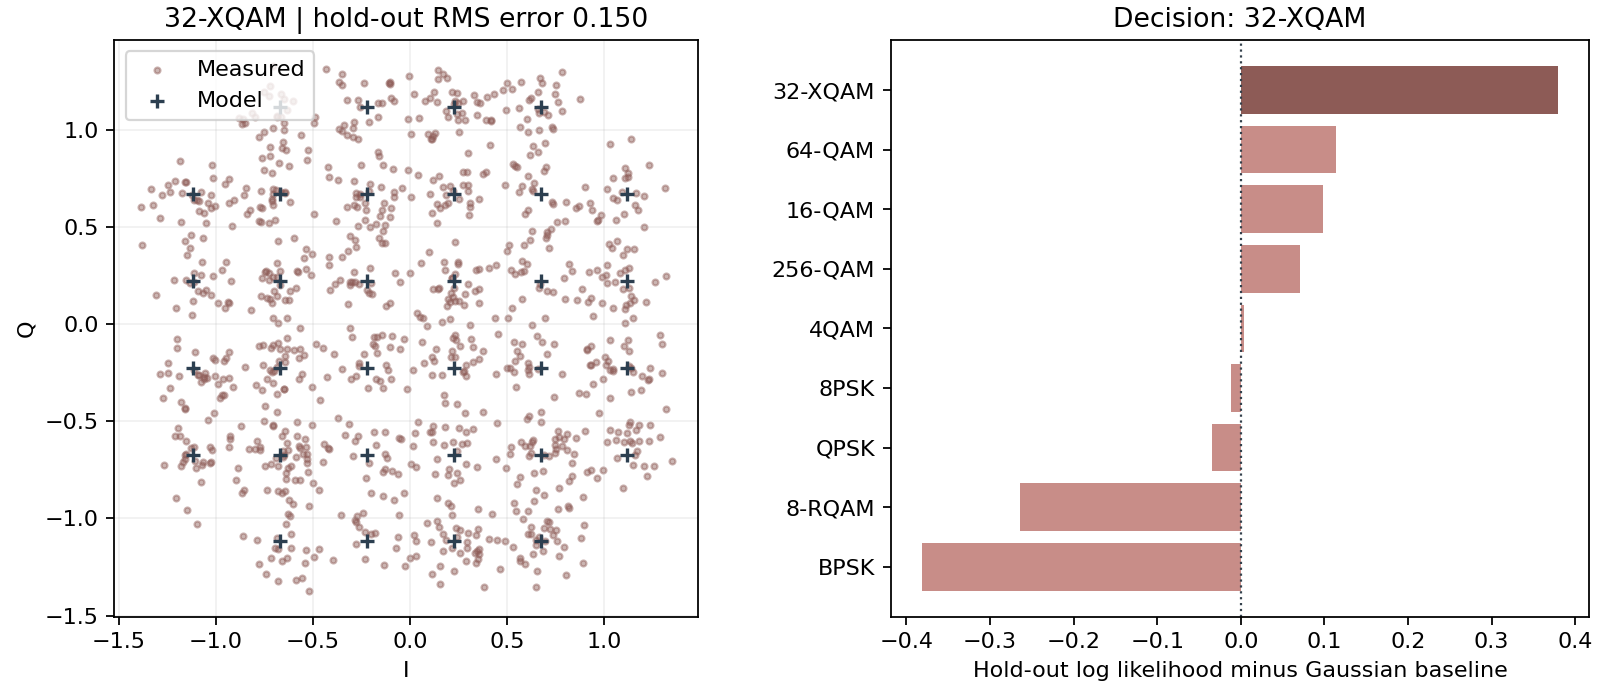 32-XQAM | hold-out RMS error 0.150
Measured
Model
1.0
0.5
0.0
−0.5
−1.0
−1.5
Q
−1.5 −1.0 −0.5 0.0 0.5 1.0
I
Decision: 32-XQAM
32-XQAM
64-QAM
16-QAM
256-QAM
4QAM
8PSK
QPSK
8-RQAM
BPSK
−0.4 −0.3 −0.2 −0.1 0.0 0.1 0.2 0.3 0.4
Hold-out log likelihood minus Gaussian baseline